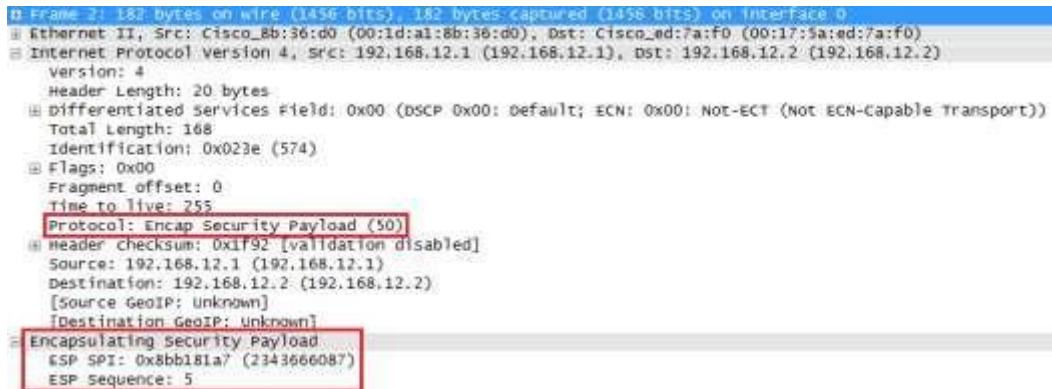 Frame 2: 182 bytes on wire (1456 bits), 182 bytes captured (1456 bits) on interface 0
Ethernet II, Src: Cisco_8b:36:d0 (00:1d:a1:8b:36:d0), Dst: Cisco_ed:7a:f0 (00:17:5a:ed:7a:f0)
Internet Protocol Version 4, Src: 192.168.12.1 (192.168.12.1), Dst: 192.168.12.2 (192.168.12.2)
Version: 4
Header Length: 20 bytes
Differentiated Services Field: 0x00 (DSCP 0x00: Default; ECN: 0x00: Not-ECT (Not ECN-Capable Transport))
Total Length: 168
Identification: 0x023e (574)
Flags: 0x00
Fragment offset: 0
Time to live: 255
Protocol: Encap Security Payload (50)
Header checksum: 0x1f92 [validation disabled]
Source: 192.168.12.1 (192.168.12.1)
Destination: 192.168.12.2 (192.168.12.2)
[Source GeoIP: Unknown]
[Destination GeoIP: Unknown]
Encapsulating Security Payload
ESP SPI: 0x8bb181a7 (2343666087)
ESP Sequence: 5